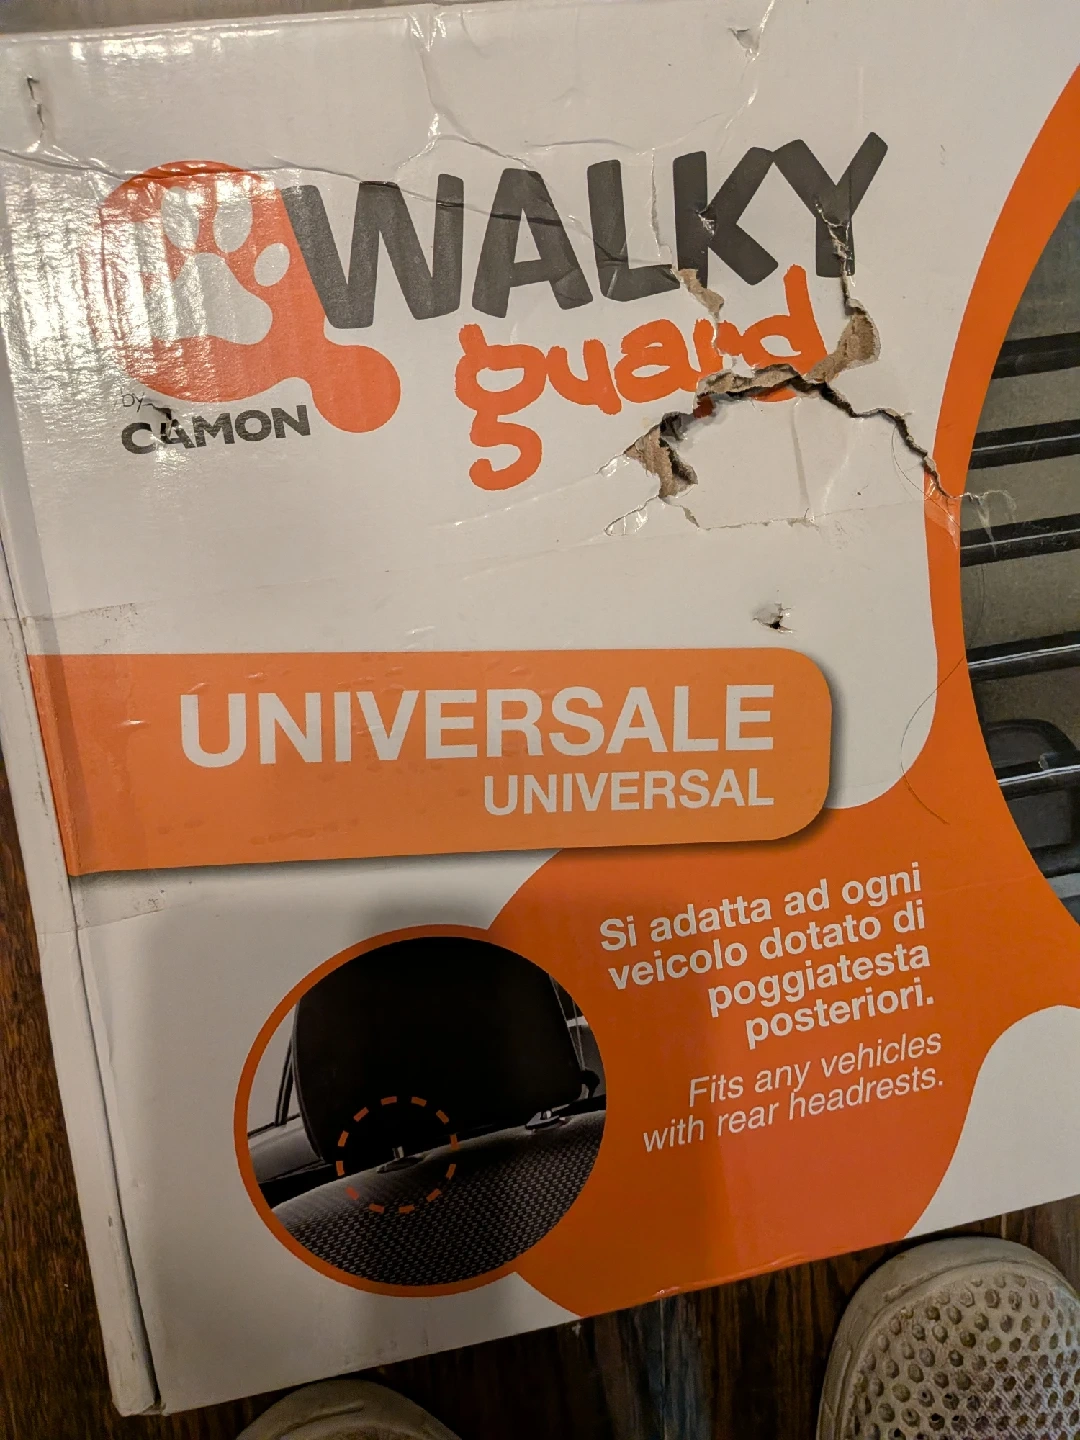 WALKY
guard
by
CAMON
UNIVERSALE
UNIVERSAL
Si adatta ad ogni
veicolo dotato di
poggiatesta
posteriori.
Fits any vehicles
with rear headrests.